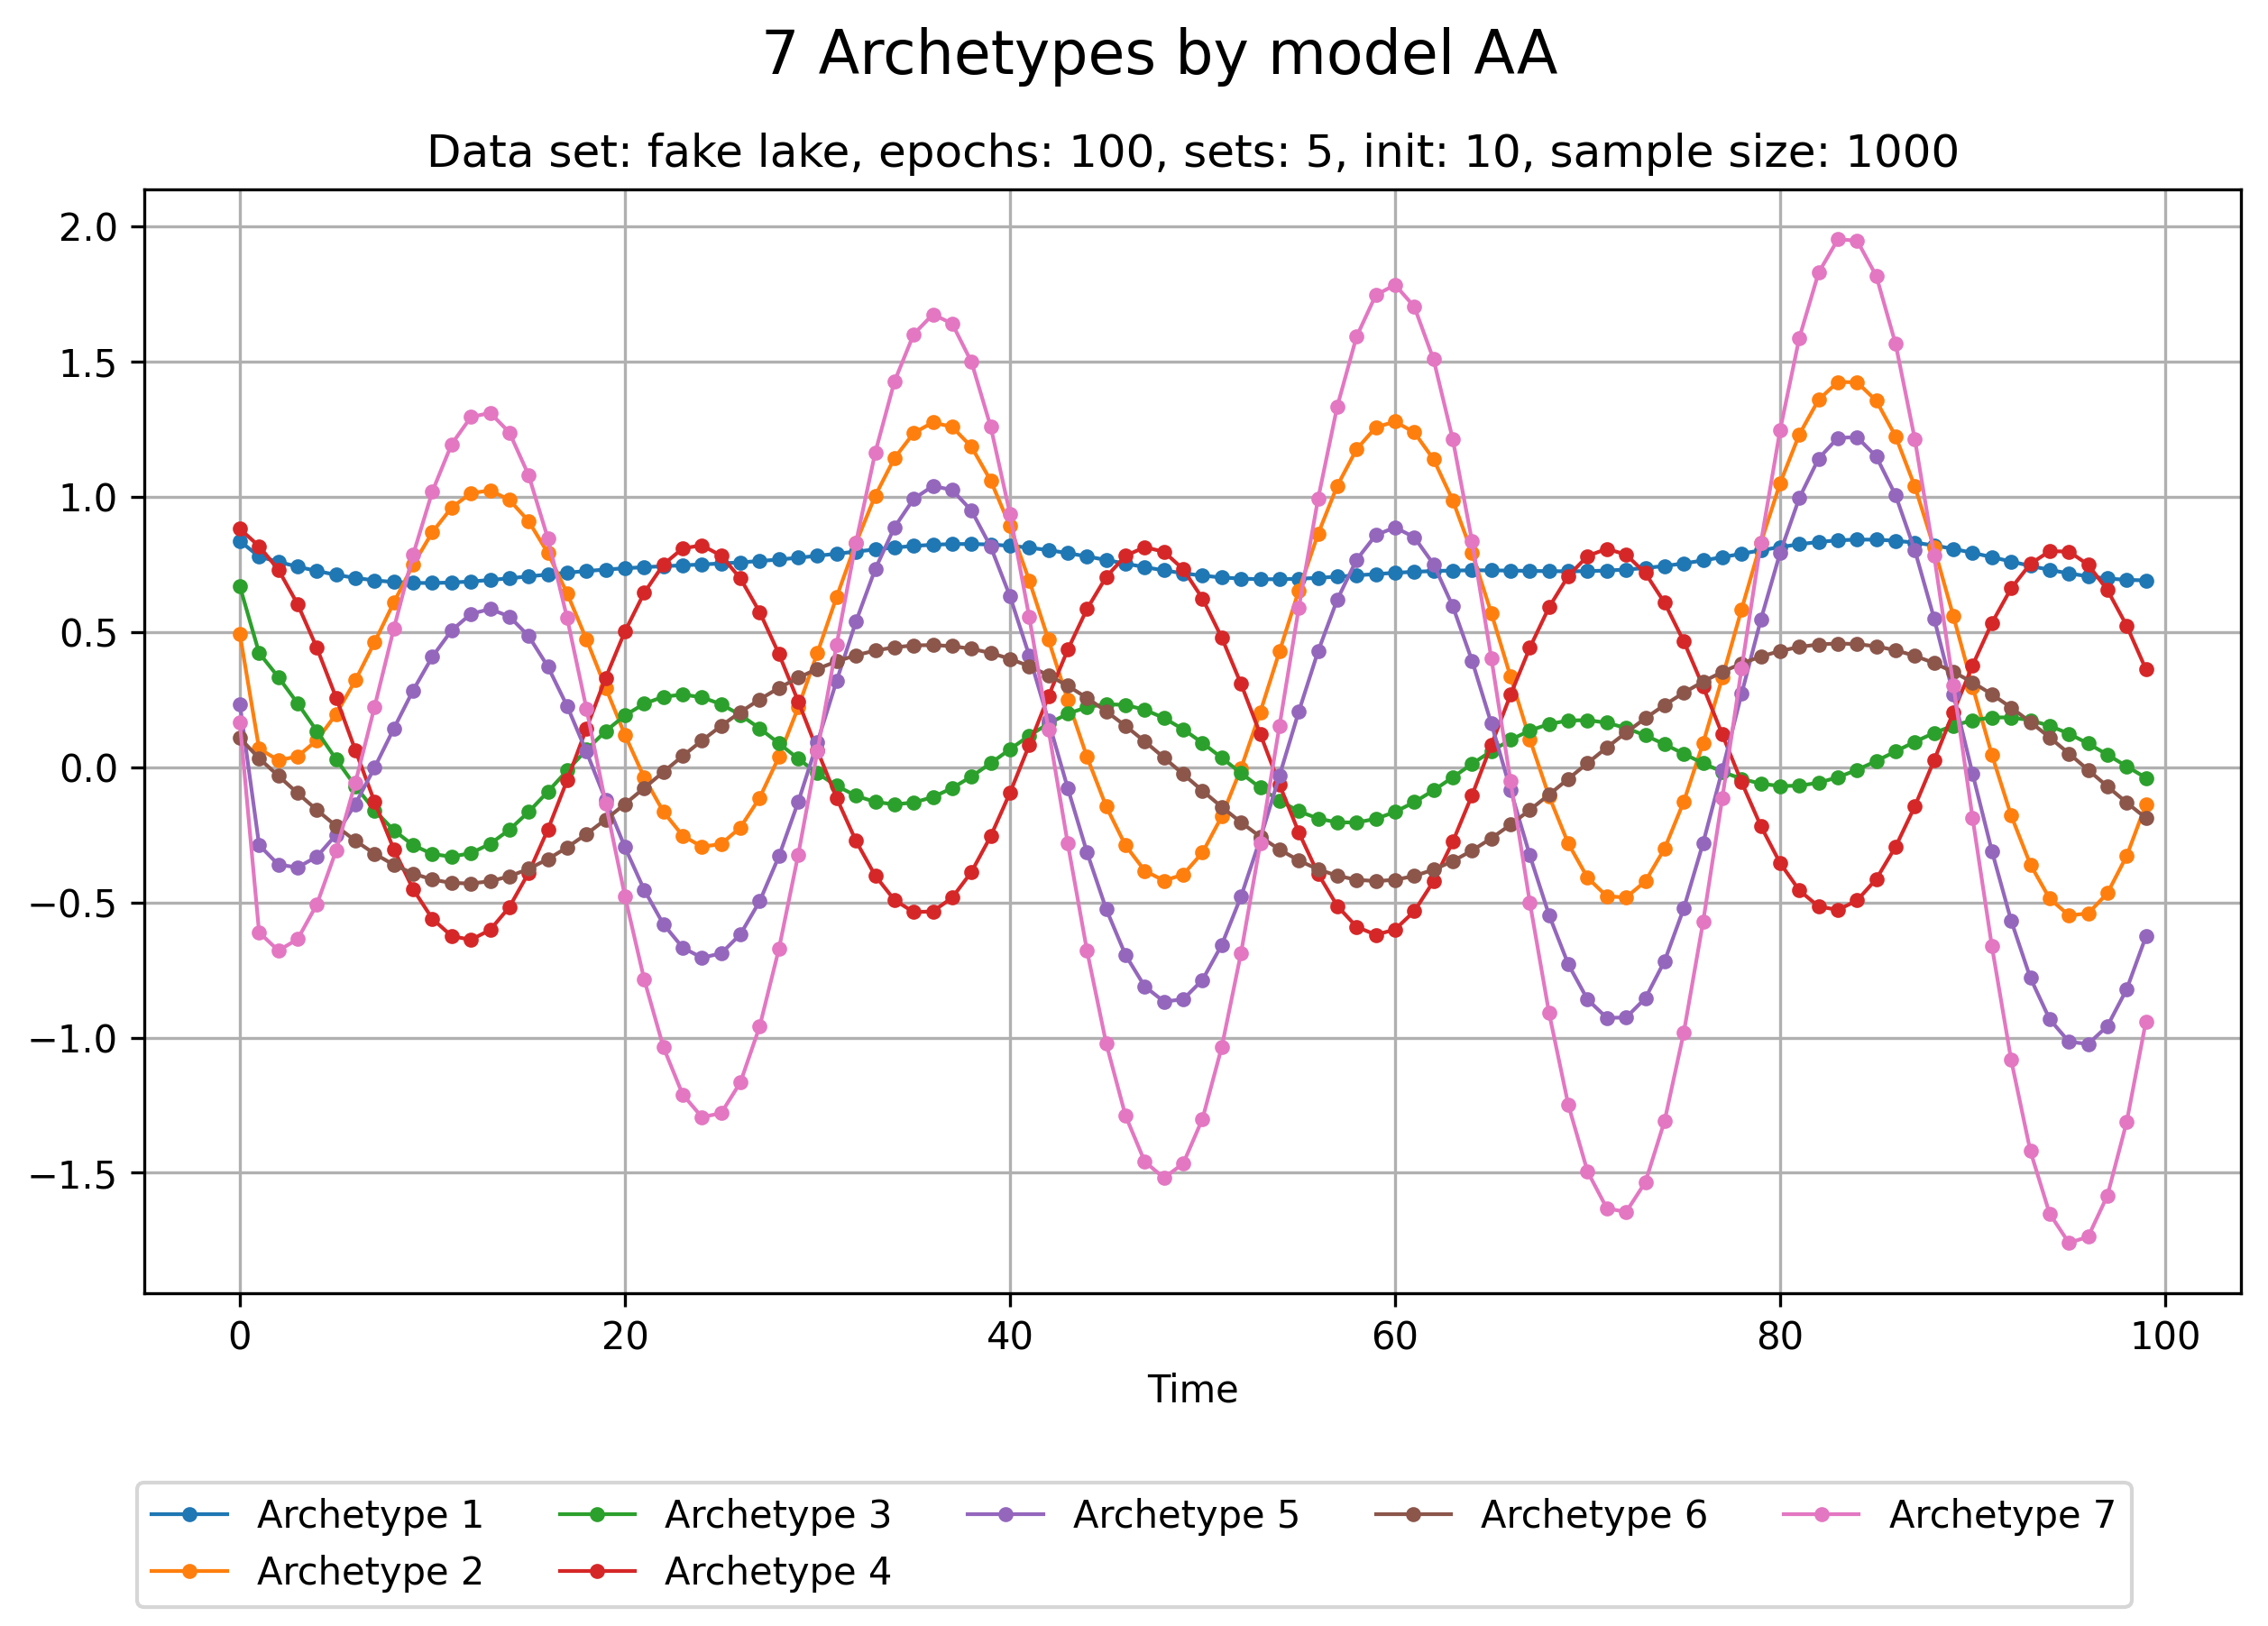 7 Archetypes by model AA
Data set: fake lake, epochs: 100, sets: 5, init: 10, sample size: 1000
2.0
1.5
1.0
0.5
0.0
−0.5
−1.0
−1.5
0 20 40 60 80 100
Time
Archetype 1 Archetype 3 Archetype 5 Archetype 6 Archetype 7
Archetype 2 Archetype 4